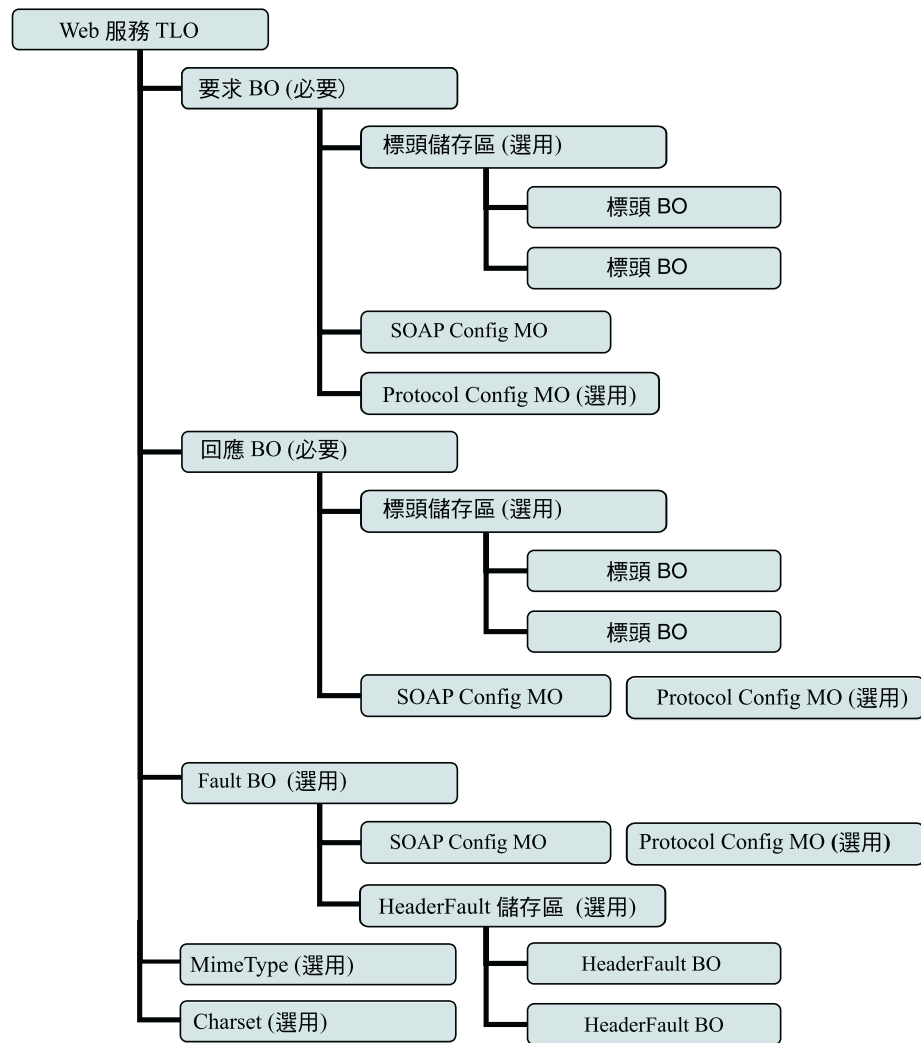 Web 服務 TLO
要求 BO (必要)
標頭儲存區 (選用)
標頭 BO
標頭 BO
SOAP Config MO
Protocol Config MO (選用)
回應 BO (必要)
標頭儲存區 (選用)
標頭 BO
標頭 BO
SOAP Config MO
Protocol Config MO (選用)
Fault BO (選用)
SOAP Config MO
Protocol Config MO (選用)
HeaderFault 儲存區 (選用)
HeaderFault BO
MimeType (選用)
HeaderFault BO
Charset (選用)